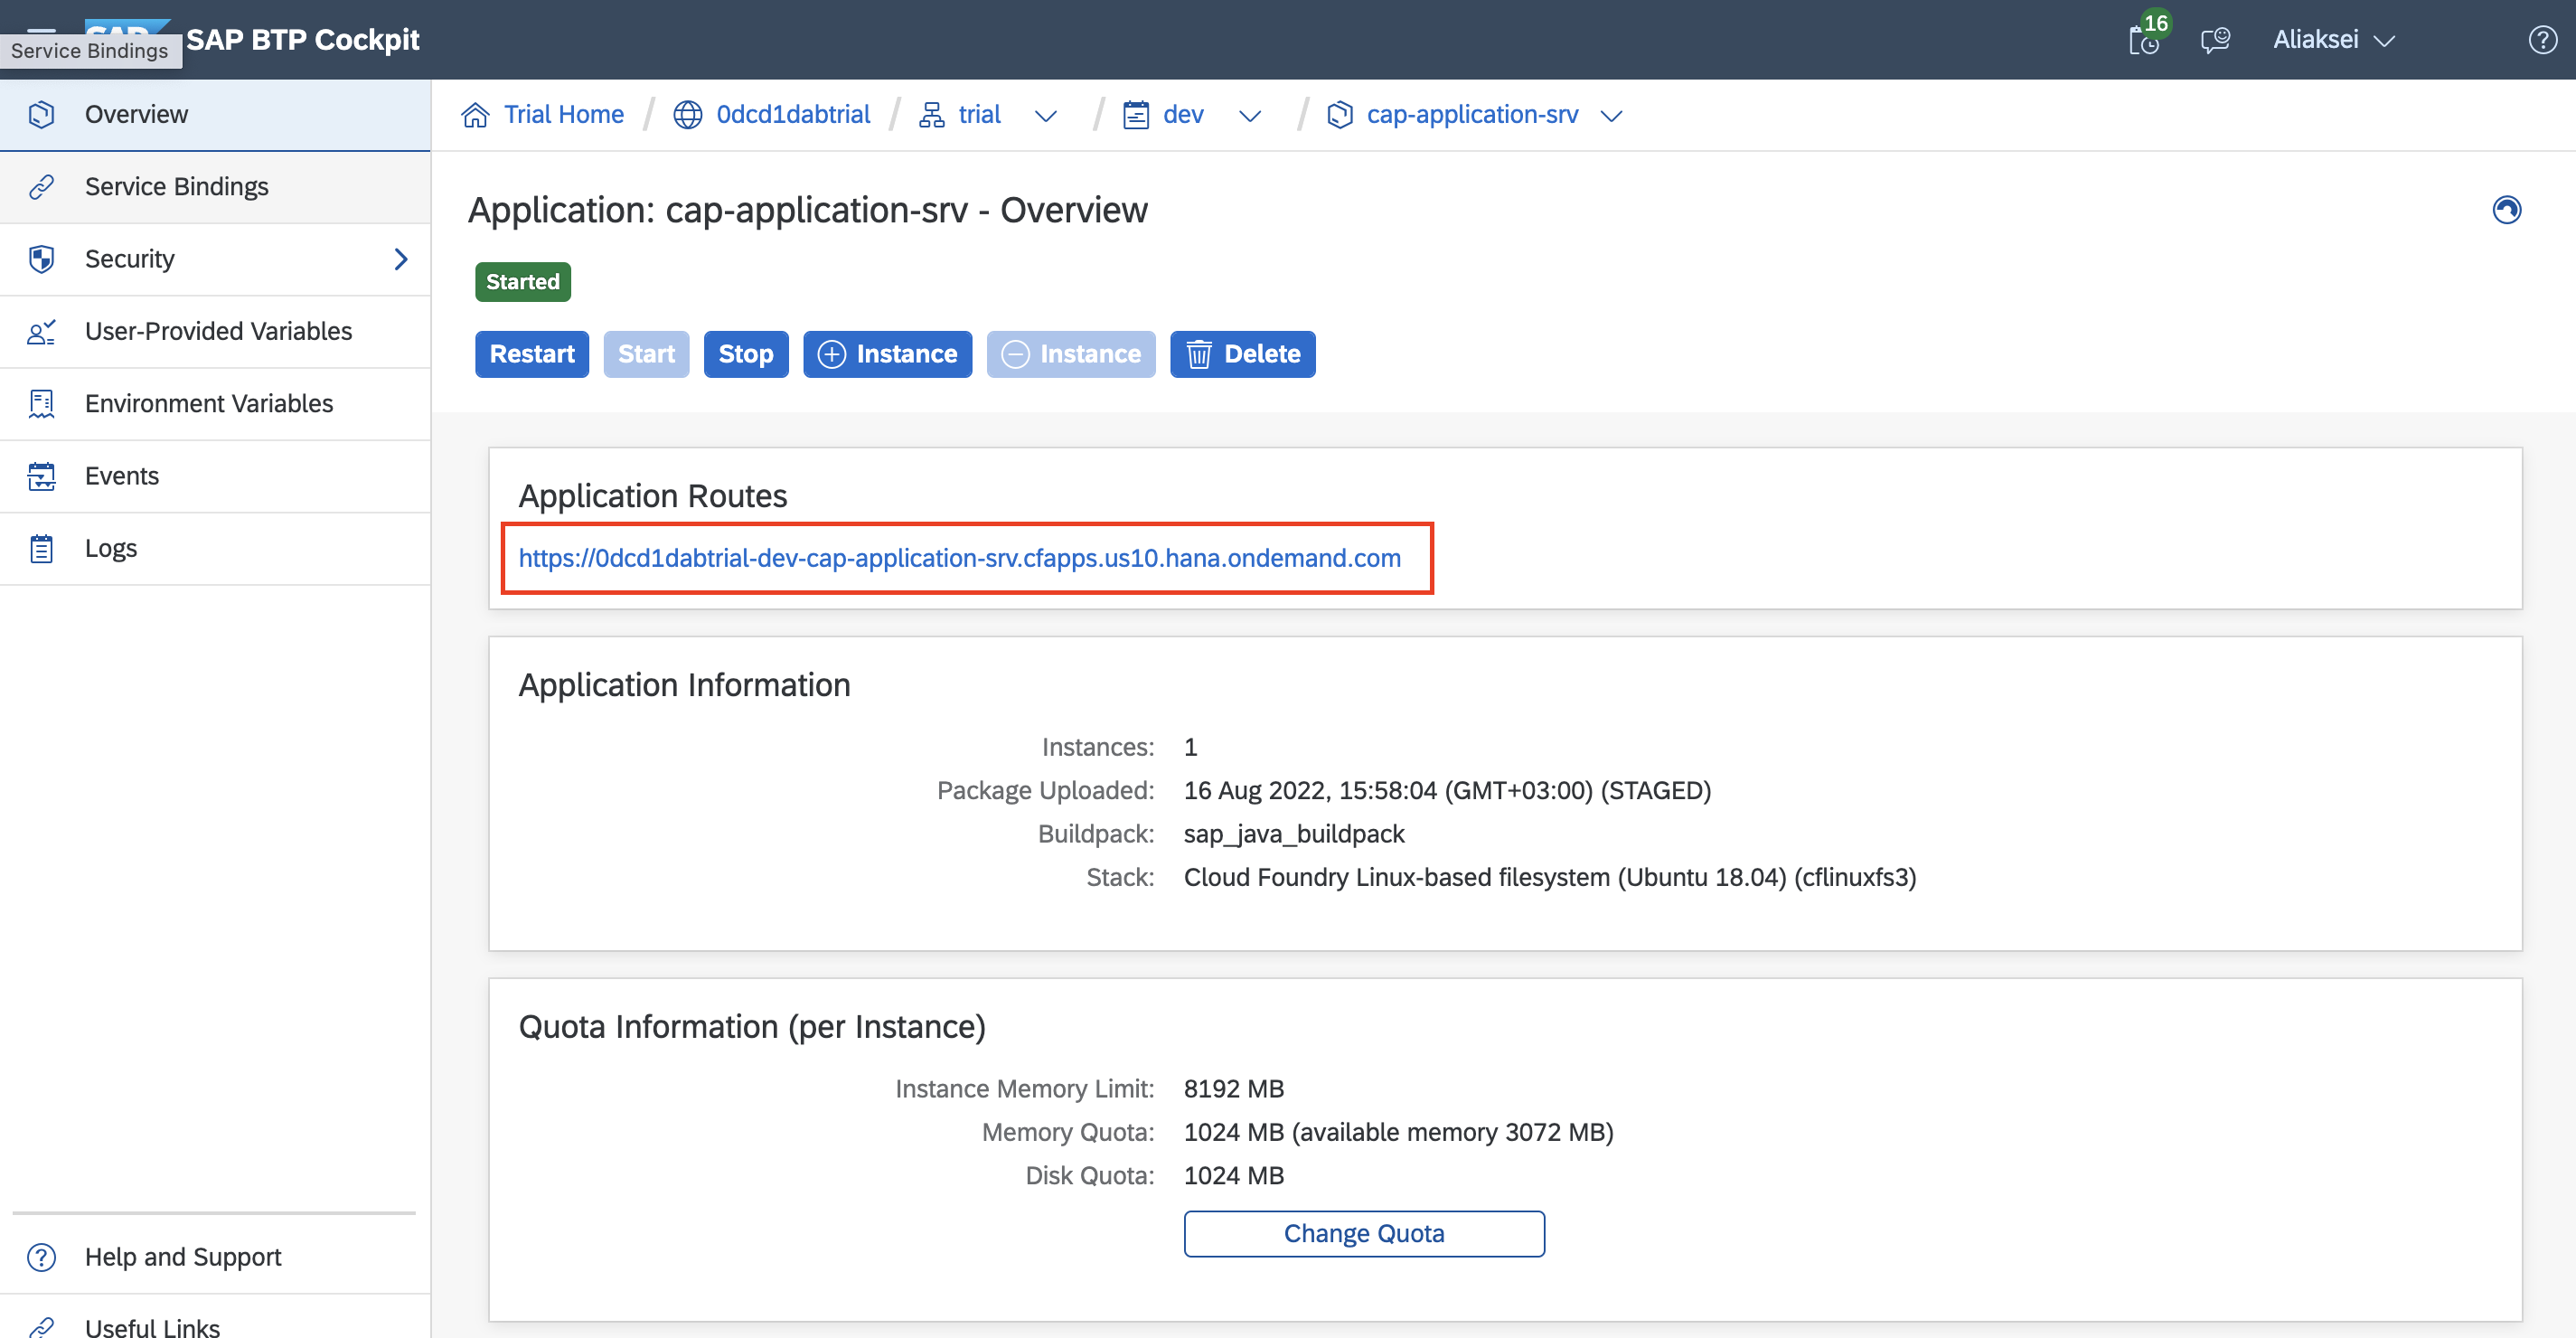 SAP BTP Cockpit
Service Bindings
16
Aliaksei
Overview
Service Bindings
Security
User-Provided Variables
Environment Variables
Events
Logs
Help and Support
Useful Links
Trial Home / 0dcd1dabtrial / trial / dev / cap-application-srv
Application: cap-application-srv - Overview
Started
Restart Start Stop Instance Instance Delete
Application Routes
https://0dcd1dabtrial-dev-cap-application-srv.cfapps.us10.hana.ondemand.com
Application Information
Instances: 1
Package Uploaded: 16 Aug 2022, 15:58:04 (GMT+03:00) (STAGED)
Buildpack: sap_java_buildpack
Stack: Cloud Foundry Linux-based filesystem (Ubuntu 18.04) (cflinuxfs3)
Quota Information (per Instance)
Instance Memory Limit: 8192 MB
Memory Quota: 1024 MB (available memory 3072 MB)
Disk Quota: 1024 MB
Change Quota